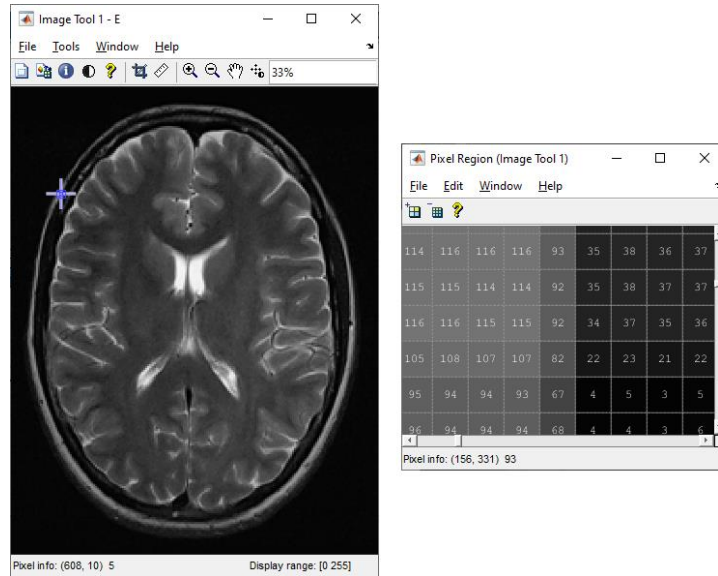 Image Tool 1 - E
File Tools Window Help
33%
Pixel info: (608, 10) 5 Display range: [0 255]
Pixel Region (Image Tool 1)
File Edit Window Help
114 116 116 116 93 35 38 36 37
115 115 114 114 92 35 38 37 37
116 116 115 115 92 34 37 35 36
105 108 107 107 82 22 23 21 22
95 94 94 93 67 4 5 3 5
96 94 94 94 68 4 4 3 6
Pixel info: (156, 331) 93